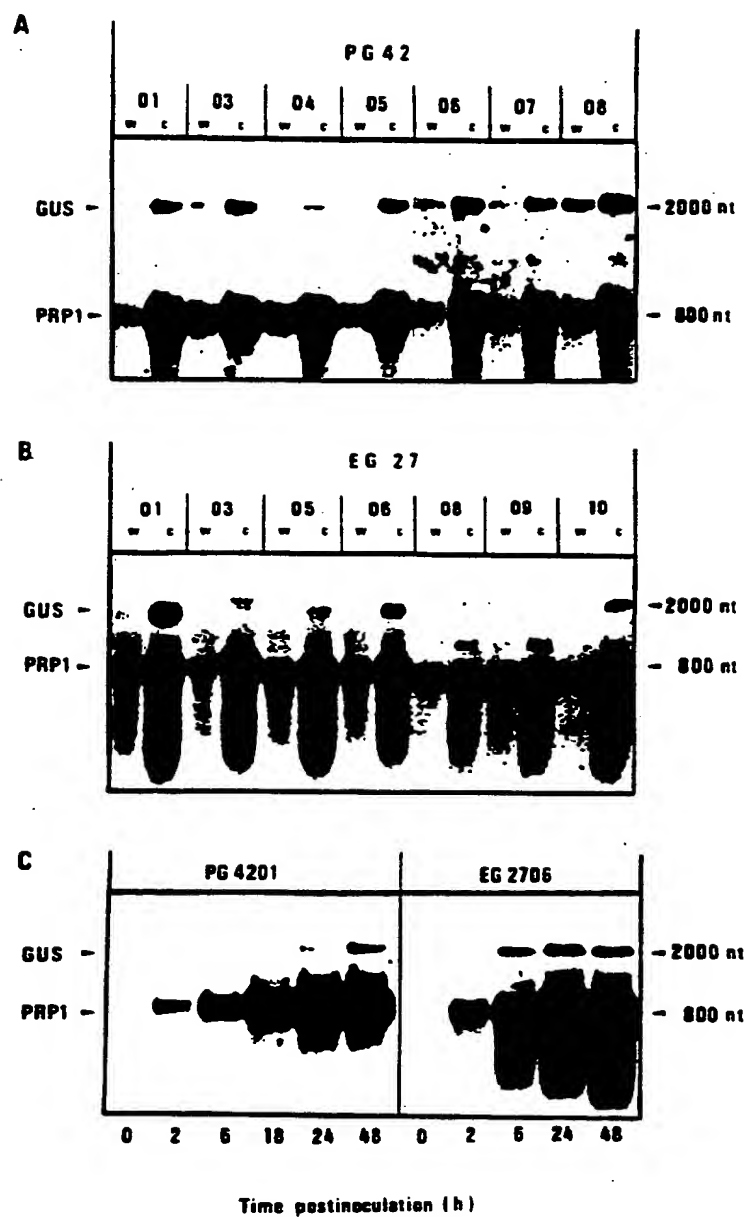 A
PG42
01 03 04 05 06 07 08
w c w c w c w c w c w c w c
GUS 2000 nt
PRP1 800 nt
B
EG 27
01 03 05 06 08 09 10
w c w c w c w c w c w c w c
GUS 2000 nt
PRP1 800 nt
C
PG 4201 EG 2706
GUS 2000 nt
PRP1 800 nt
0 2 6 18 24 48 0 2 6 24 48
Time postinoculation (h)